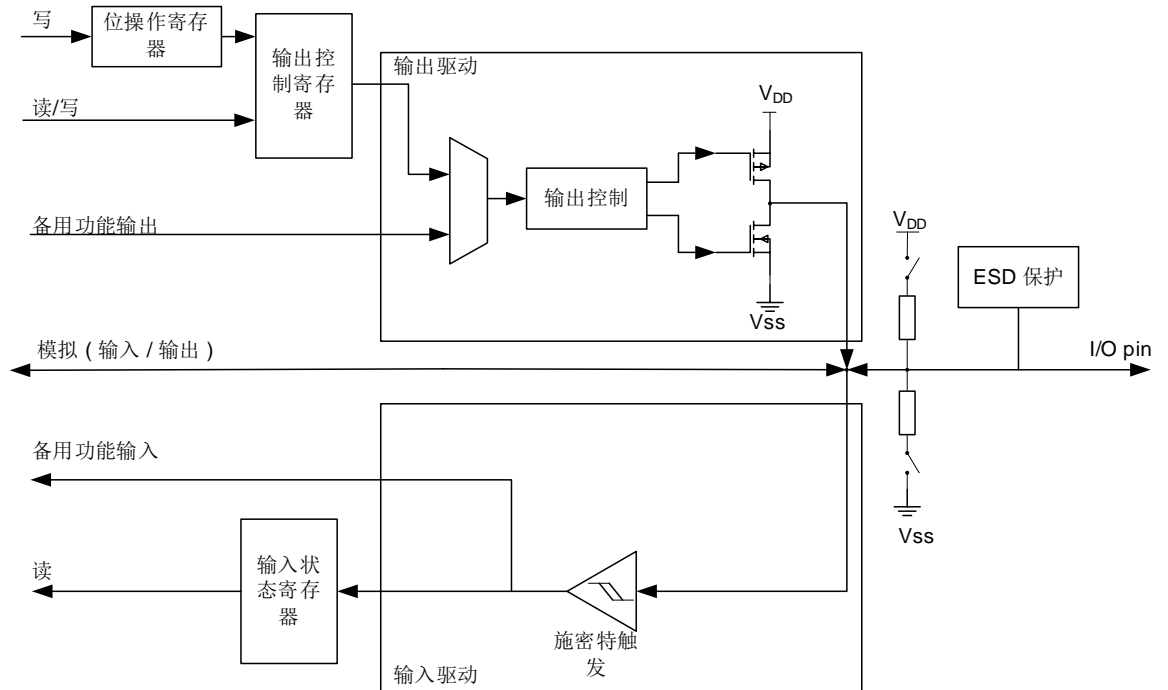 写
位操作寄存
器
输出控
制寄存
器
读/写
输出驱动
VDD
输出控制
备用功能输出
Vss
VDD
ESD 保护
模拟 ( 输入 / 输出 )
I/O pin
备用功能输入
Vss
读
输入状
态寄存
器
施密特触
发
输入驱动